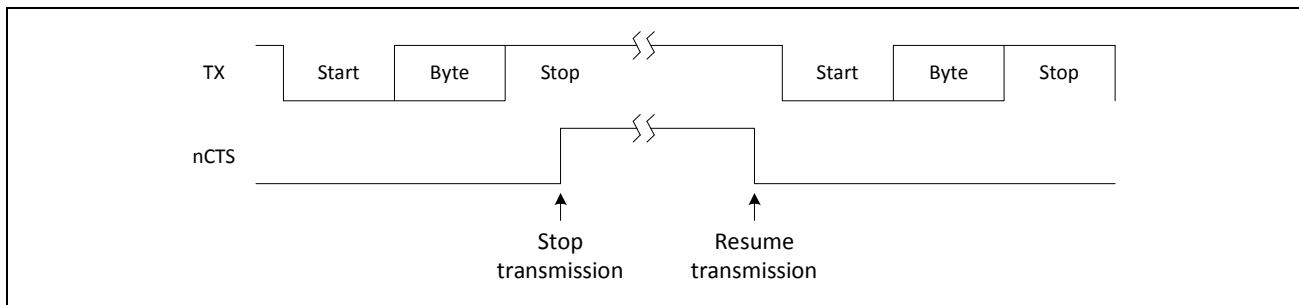 TX Start Byte Stop Start Byte Stop
nCTS
Stop Resume
transmission transmission